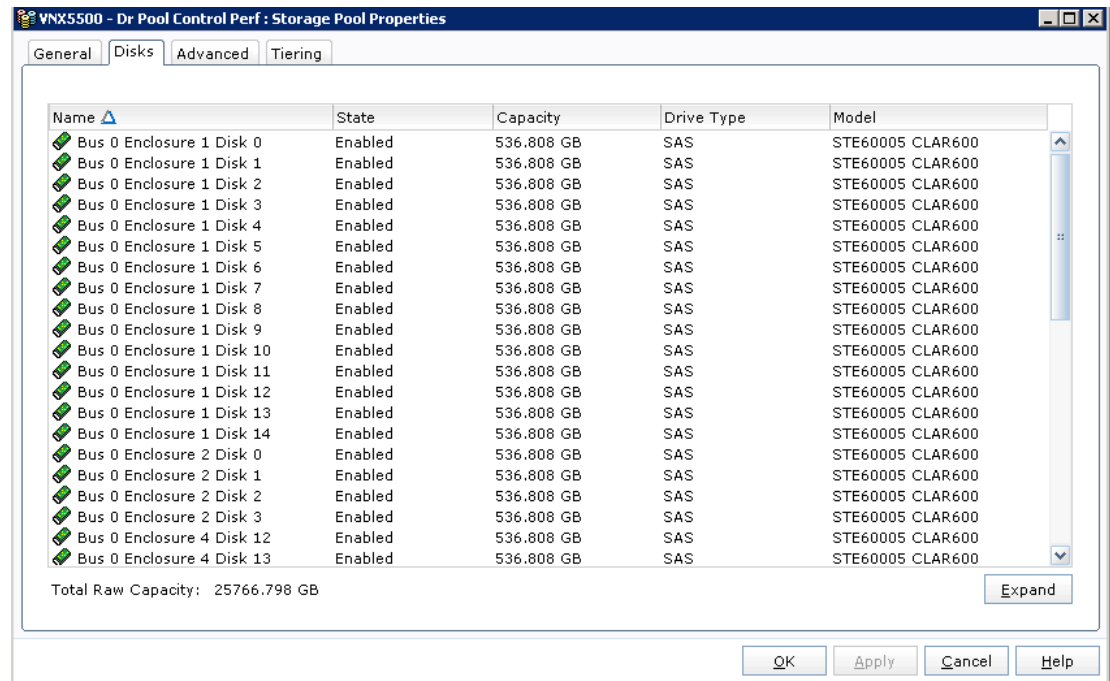 VNX5500 - Dr Pool Control Perf : Storage Pool Properties
General Disks Advanced Tiering
Name State Capacity Drive Type Model
Bus 0 Enclosure 1 Disk 0 Enabled 536.808 GB SAS STE60005 CLAR600
Bus 0 Enclosure 1 Disk 1 Enabled 536.808 GB SAS STE60005 CLAR600
Bus 0 Enclosure 1 Disk 2 Enabled 536.808 GB SAS STE60005 CLAR600
Bus 0 Enclosure 1 Disk 3 Enabled 536.808 GB SAS STE60005 CLAR600
Bus 0 Enclosure 1 Disk 4 Enabled 536.808 GB SAS STE60005 CLAR600
Bus 0 Enclosure 1 Disk 5 Enabled 536.808 GB SAS STE60005 CLAR600
Bus 0 Enclosure 1 Disk 6 Enabled 536.808 GB SAS STE60005 CLAR600
Bus 0 Enclosure 1 Disk 7 Enabled 536.808 GB SAS STE60005 CLAR600
Bus 0 Enclosure 1 Disk 8 Enabled 536.808 GB SAS STE60005 CLAR600
Bus 0 Enclosure 1 Disk 9 Enabled 536.808 GB SAS STE60005 CLAR600
Bus 0 Enclosure 1 Disk 10 Enabled 536.808 GB SAS STE60005 CLAR600
Bus 0 Enclosure 1 Disk 11 Enabled 536.808 GB SAS STE60005 CLAR600
Bus 0 Enclosure 1 Disk 12 Enabled 536.808 GB SAS STE60005 CLAR600
Bus 0 Enclosure 1 Disk 13 Enabled 536.808 GB SAS STE60005 CLAR600
Bus 0 Enclosure 1 Disk 14 Enabled 536.808 GB SAS STE60005 CLAR600
Bus 0 Enclosure 2 Disk 0 Enabled 536.808 GB SAS STE60005 CLAR600
Bus 0 Enclosure 2 Disk 1 Enabled 536.808 GB SAS STE60005 CLAR600
Bus 0 Enclosure 2 Disk 2 Enabled 536.808 GB SAS STE60005 CLAR600
Bus 0 Enclosure 2 Disk 3 Enabled 536.808 GB SAS STE60005 CLAR600
Bus 0 Enclosure 4 Disk 12 Enabled 536.808 GB SAS STE60005 CLAR600
Bus 0 Enclosure 4 Disk 13 Enabled 536.808 GB SAS STE60005 CLAR600
Total Raw Capacity: 25766.798 GB Expand
OK Apply Cancel Help